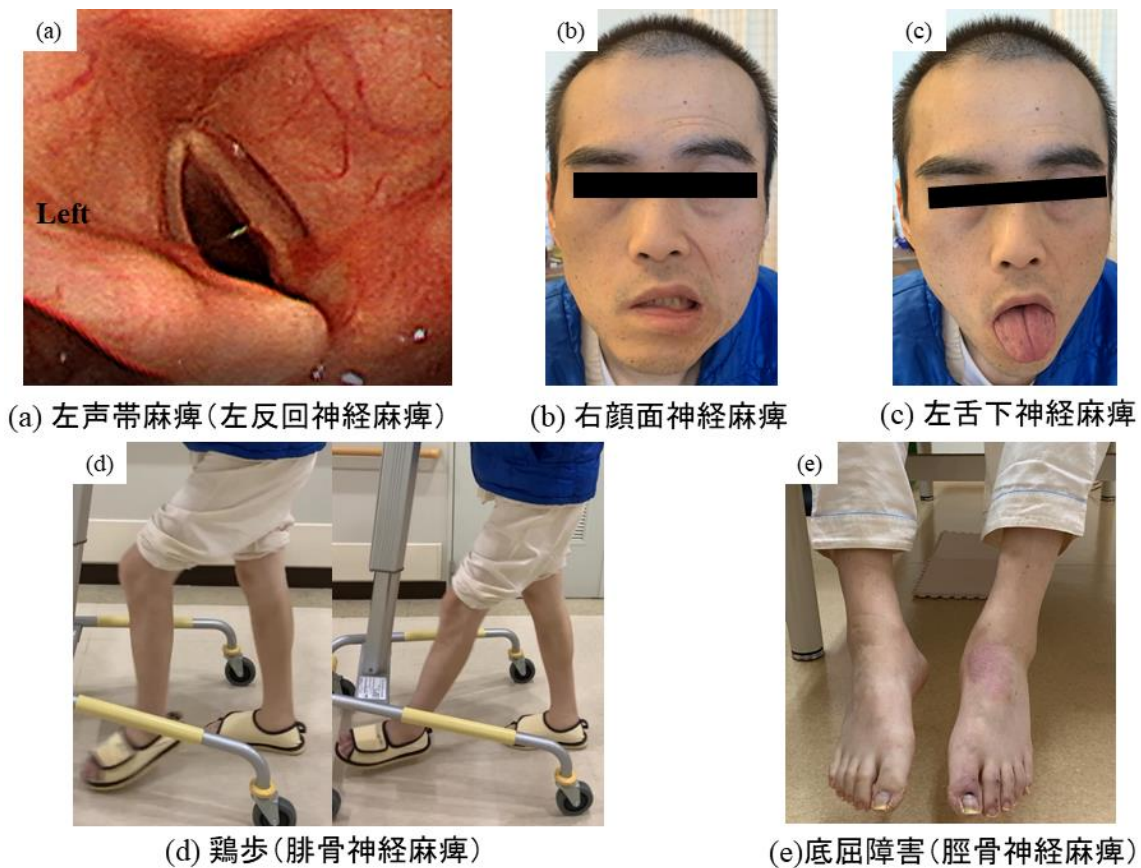 (a)
Left
(b)
(c)
(a) 左声帯麻痺(左反回神経麻痺)
(b) 右顔面神経麻痺
(c) 左舌下神経麻痺
(d)
(e)
(d) 鶏歩(腓骨神経麻痺)
(e)底屈障害(脛骨神経麻痺)